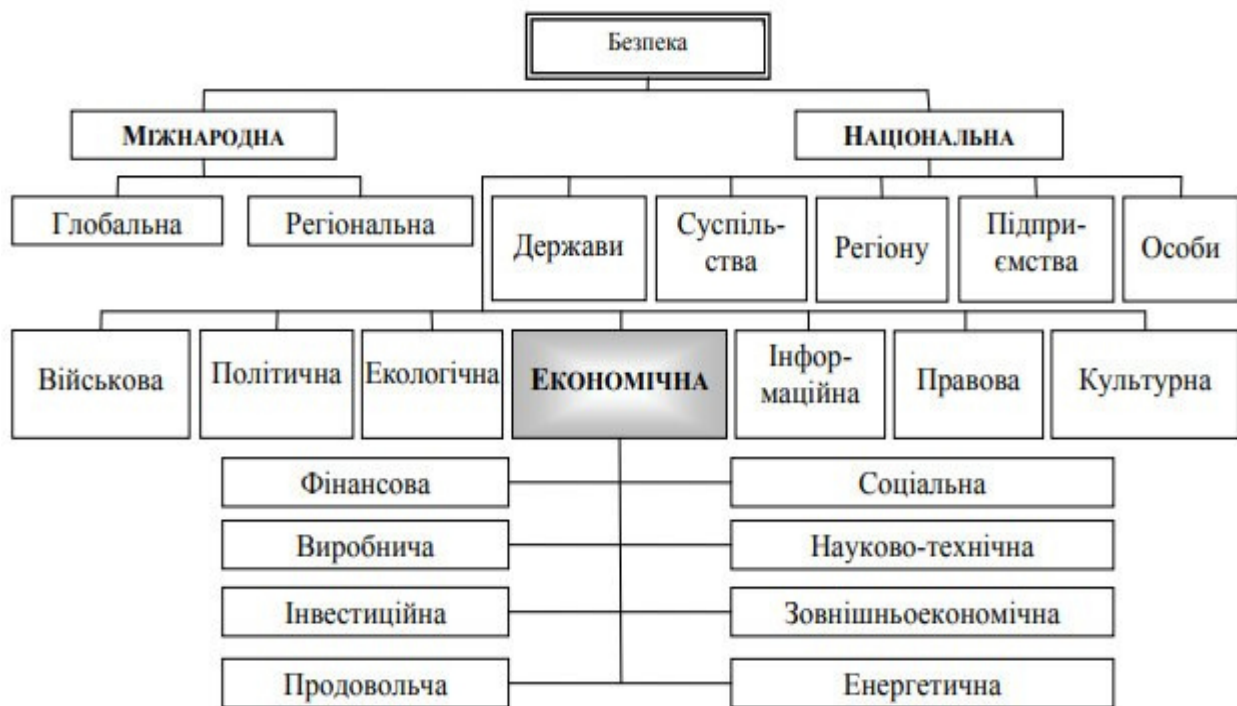 Безпека
МІЖНАРОДНА
НАЦІОНАЛЬНА
Глобальна
Регіональна
Держави
Суспіль-
ства
Регіону
Підпри-
ємства
Особи
Військова
Політична
Екологічна
ЕКОНОМІЧНА
Інфор-
маційна
Правова
Культурна
Фінансова
Соціальна
Виробнича
Науково-технічна
Інвестиційна
Зовнішньоекономічна
Продовольча
Енергетична